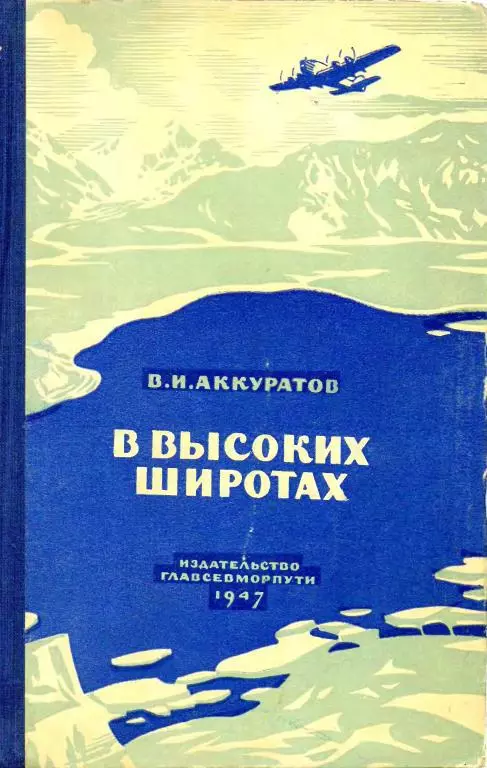 В.И.АККУРАТОВ
В ВЫСОКИХ
ШИРОТАХ
ИЗДАТЕЛЬСТВО
ГЛАВСЕВМОРПУТИ
1947